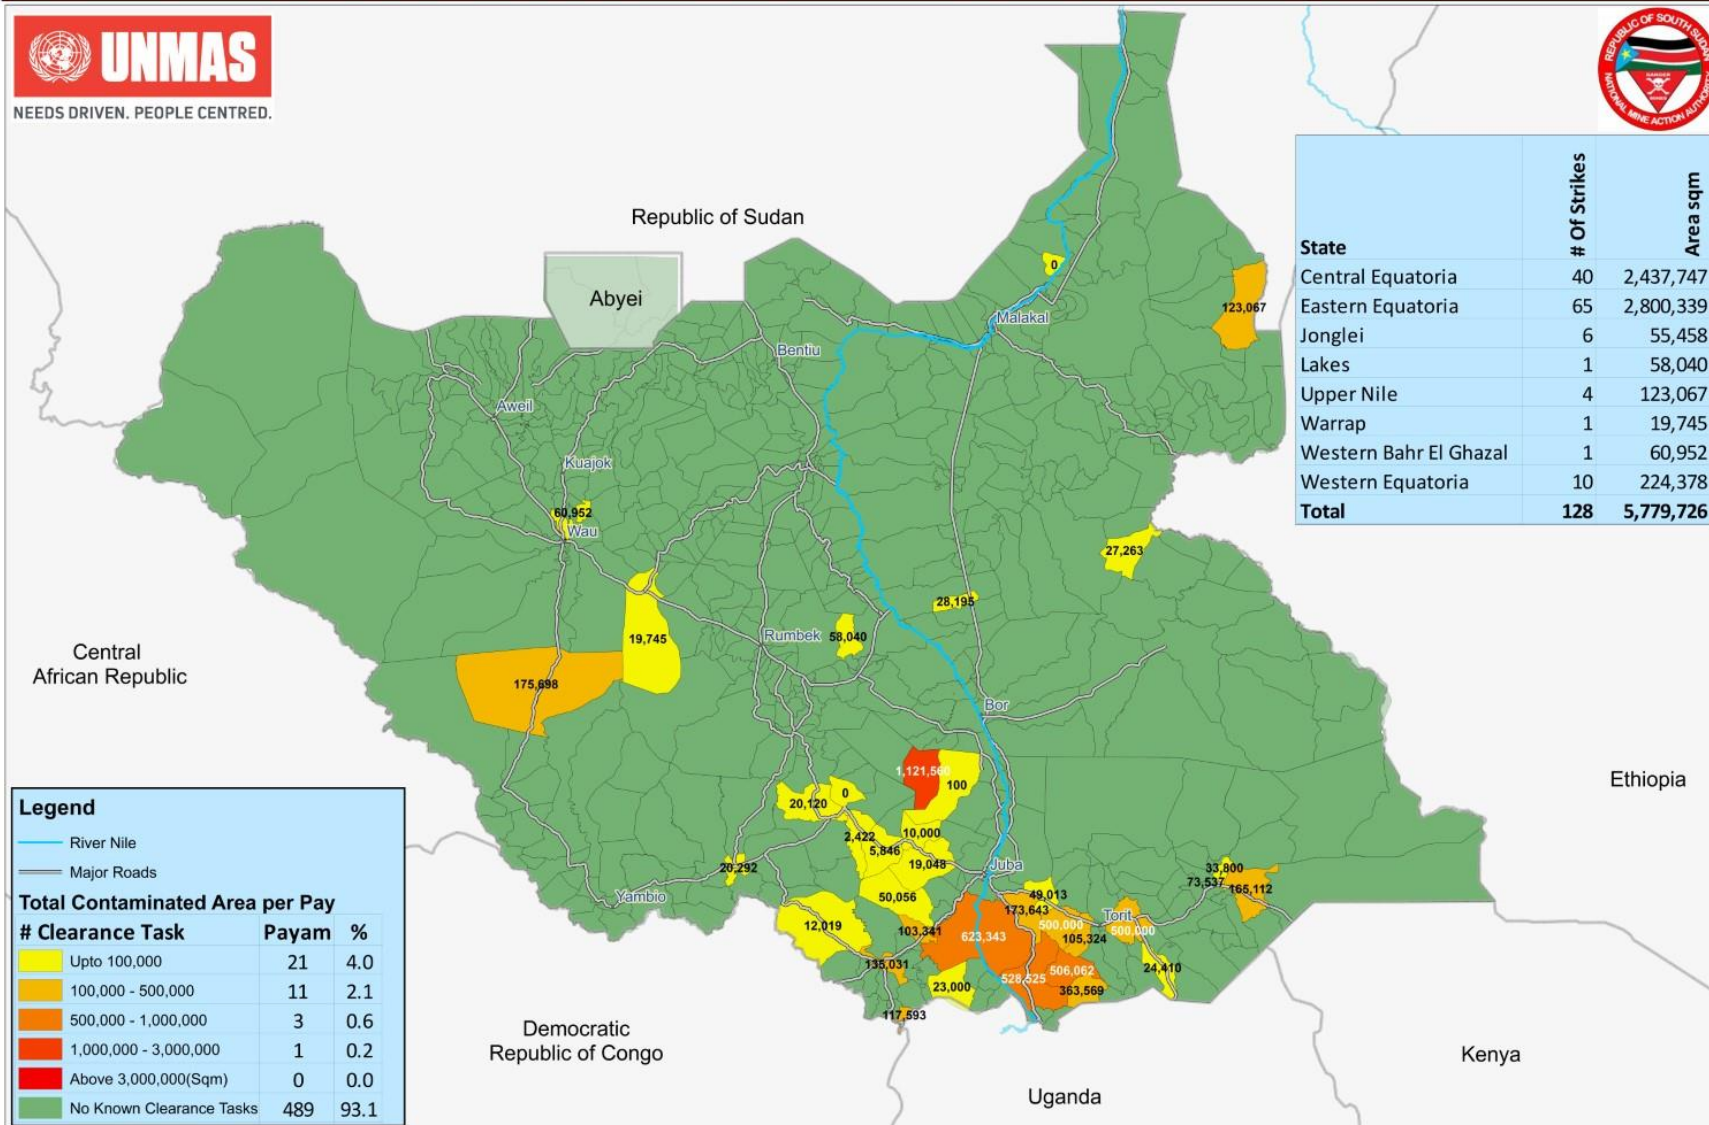 UNMAS
NEEDS DRIVEN. PEOPLE CENTRED.
REPUBLIC OF SOUTH SUDAN
NATIONAL MINE ACTION AUTHORITY
DANGER
State # Of Strikes Area sqm
Central Equatoria 40 2,437,747
Eastern Equatoria 65 2,800,339
Jonglei 6 55,458
Lakes 1 58,040
Upper Nile 4 123,067
Warrap 1 19,745
Western Bahr El Ghazal 1 60,952
Western Equatoria 10 224,378
Total 128 5,779,726
Republic of Sudan
Abyei
0
123,067
Malakal
Bentiu
Aweil
Kuajok
60,952
Wau
27,263
28,195
Rumbek
58,040
19,745
Central
African Republic
175,698
Bor
Ethiopia
1,121,560
100
20,120
0
10,000
2,422
5,846
19,048
Juba
20,292
33,800
73,537
165,112
Yambio
50,056
49,013
173,643
Torit
500,000
500,000
12,019
103,341
623,343
105,324
135,031
506,062
24,410
528,525
23,000
363,569
117,593
Democratic
Republic of Congo
Uganda
Kenya
Legend
River Nile
Major Roads
Total Contaminated Area per Pay
# Clearance Task Payam %
Upto 100,000 21 4.0
100,000 - 500,000 11 2.1
500,000 - 1,000,000 3 0.6
1,000,000 - 3,000,000 1 0.2
Above 3,000,000(Sqm) 0 0.0
No Known Clearance Tasks 489 93.1